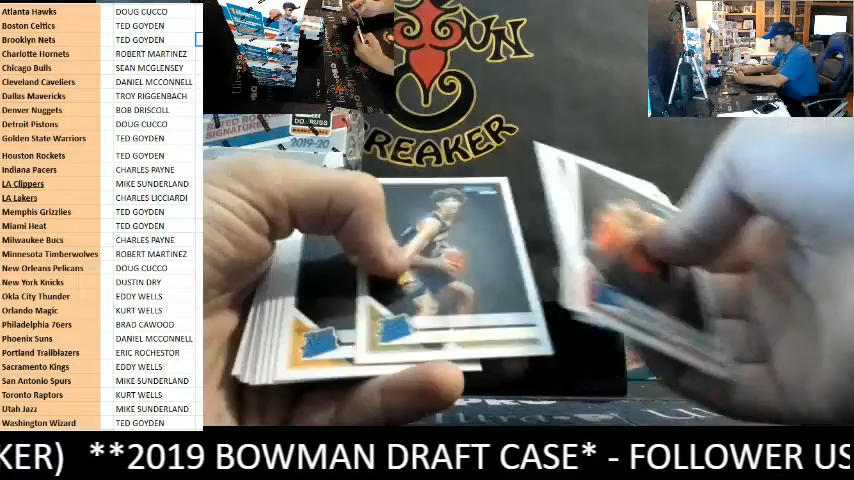 Atlanta Hawks DOUG CUCCO
Boston Celtics TED GOYDEN
Brooklyn Nets TED GOYDEN
Charlotte Hornets ROBERT MARTINEZ
Chicago Bulls SEAN MCGLENSEY
Cleveland Cavaliers DANIEL MCCONNELL
Dallas Mavericks TROY RIGGENBACH
Denver Nuggets BOB DRISCOLL
Detroit Pistons DOUG CUCCO
Golden State Warriors TED GOYDEN
Houston Rockets TED GOYDEN
Indiana Pacers CHARLES PAYNE
LA Clippers MIKE SUNDERLAND
LA Lakers CHARLES LICCIARDI
Memphis Grizzlies TED GOYDEN
Miami Heat TED GOYDEN
Milwaukee Bucs CHARLES PAYNE
Minnesota Timberwolves ROBERT MARTINEZ
New Orleans Pelicans DOUG CUCCO
New York Knicks DUSTIN DRY
Okla City Thunder EDDY WELLS
Orlando Magic KURT WELLS
Philadelphia 76ers BRAD CAWOOD
Phoenix Suns DANIEL MCCONNELL
Portland Trailblazers ERIC ROCHESTOR
Sacramento Kings EDDY WELLS
San Antonio Spurs MIKE SUNDERLAND
Toronto Raptors KURT WELLS
Utah Jazz MIKE SUNDERLAND
Washington Wizard TED GOYDEN
GUN
BREAKER
SIGNATURE
DONRUSS
2019-20
KER) **2019 BOWMAN DRAFT CASE* - FOLLOWER US